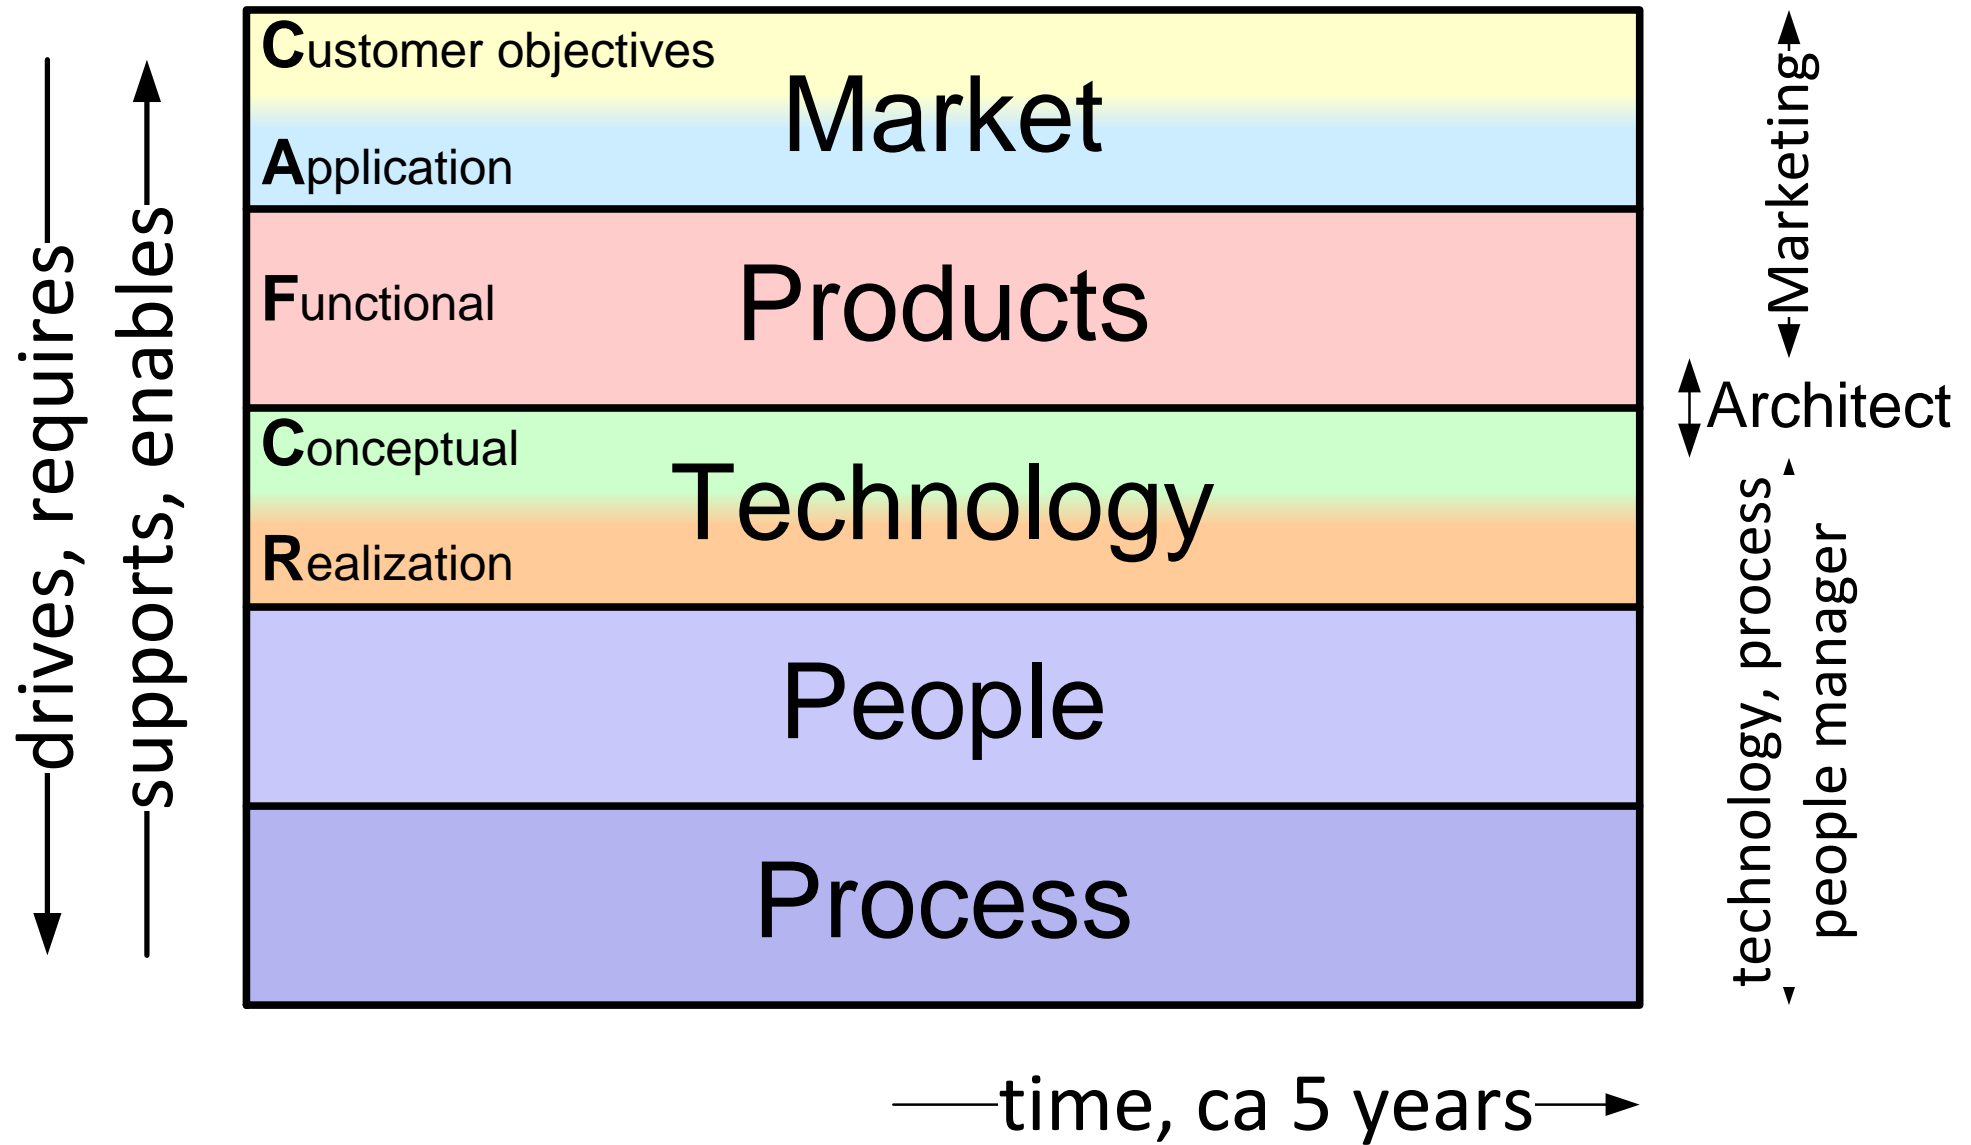 drives, requires
supports, enables
Customer objectives
Market
Application
Functional
Products
Conceptual
Technology
Realization
People
Process
Marketing
Architect
technology, process
people manager
time, ca 5 years